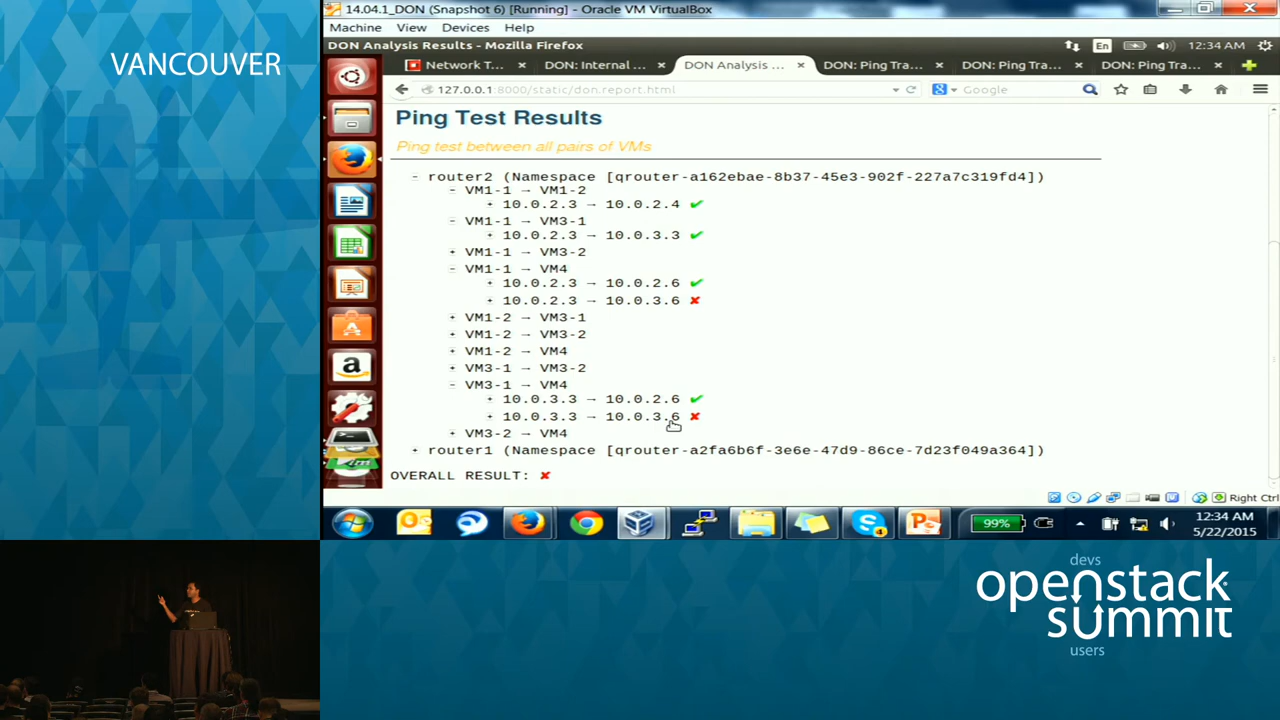 VANCOUVER
14.04.1_DON (Snapshot 6) [Running] - Oracle VM VirtualBox
Machine View Devices Help
DON Analysis Results - Mozilla Firefox
En
12:34 AM
Network T...
DON: Internal ...
DON Analysis ...
DON: Ping Tra...
DON: Ping Tra...
DON: Ping Tra...
127.0.0.1:8000/static/don.report.html
Google
Ping Test Results
Ping test between all pairs of VMs
- router2 (Namespace [qrouter-a162ebae-8b37-45e3-902f-227a7c319fd4])
- VM1-1 → VM1-2
+ 10.0.2.3 → 10.0.2.4 ✔
- VM1-1 → VM3-1
+ 10.0.2.3 → 10.0.3.3 ✔
+ VM1-1 → VM3-2
- VM1-1 → VM4
+ 10.0.2.3 → 10.0.2.6 ✔
+ 10.0.2.3 → 10.0.3.6 ✘
+ VM1-2 → VM3-1
+ VM1-2 → VM3-2
+ VM1-2 → VM4
+ VM3-1 → VM3-2
- VM3-1 → VM4
+ 10.0.3.3 → 10.0.2.6 ✔
+ 10.0.3.3 → 10.0.3.6 ✘
+ VM3-2 → VM4
+ router1 (Namespace [qrouter-a2fa6b6f-3e6e-47d9-86ce-7d23f049a364])
OVERALL RESULT: ✘
Right Ctrl
99%
12:34 AM
5/22/2015
devs
openstack
summit
users